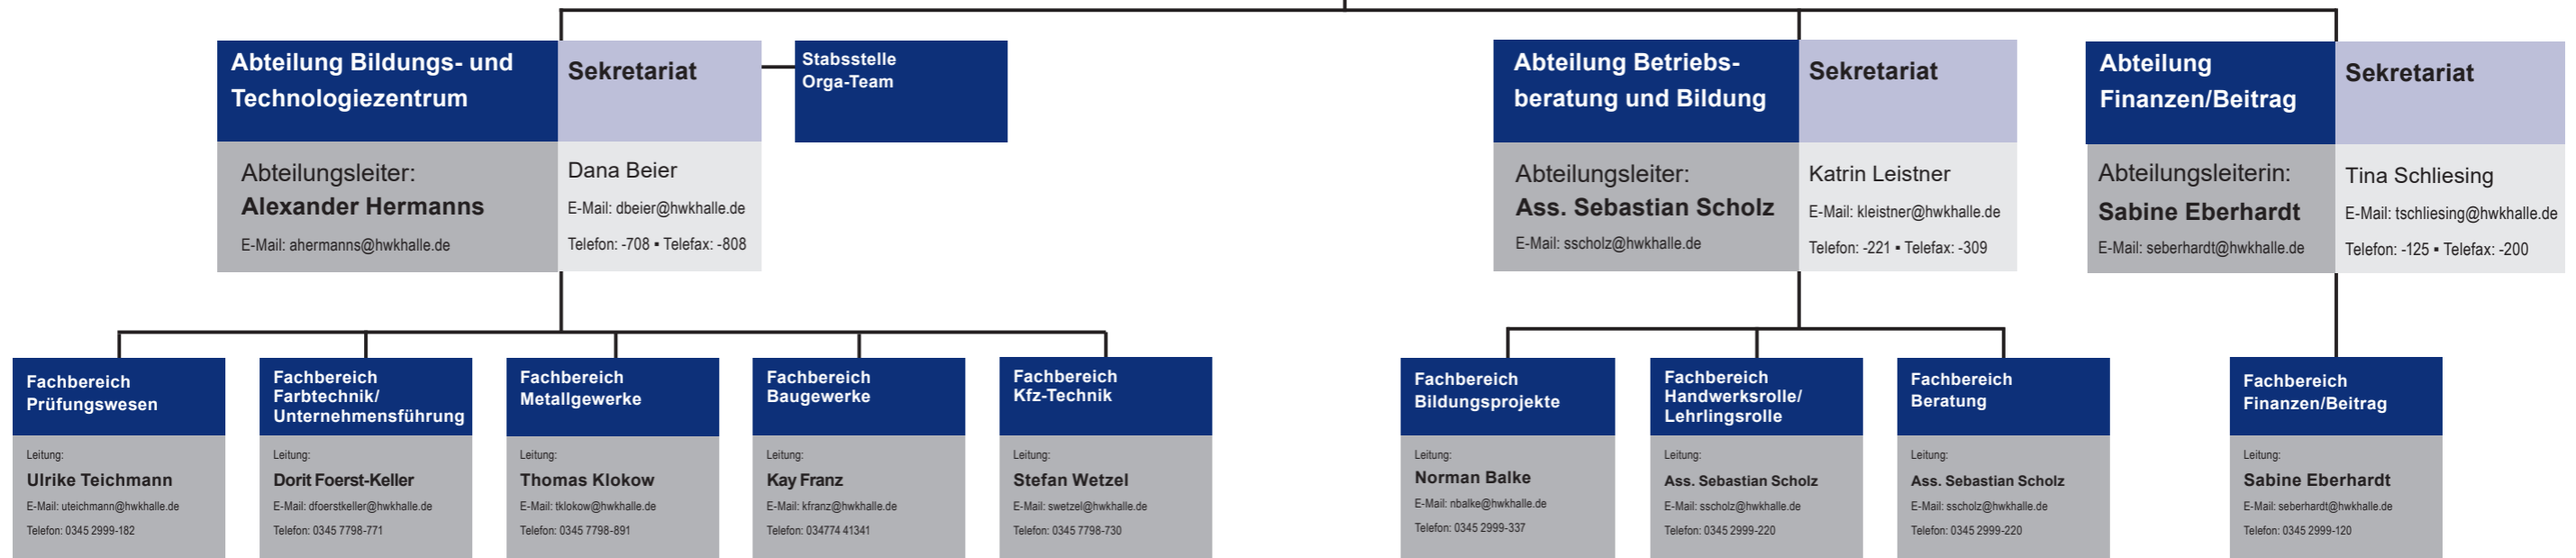 Abteilung Bildungs- und
Technologiezentrum
Sekretariat
Abteilungsleiter:
Alexander Hermanns
E-Mail: ahermanns@hwkhalle.de
Dana Beier
E-Mail: dbeier@hwkhalle.de
Telefon: -708 ▪ Telefax: -808
Stabsstelle
Orga-Team
Abteilung Betriebs-
beratung und Bildung
Sekretariat
Abteilungsleiter:
Ass. Sebastian Scholz
E-Mail: sscholz@hwkhalle.de
Katrin Leistner
E-Mail: kleistner@hwkhalle.de
Telefon: -221 ▪ Telefax: -309
Abteilung
Finanzen/Beitrag
Sekretariat
Abteilungsleiterin:
Sabine Eberhardt
E-Mail: seberhardt@hwkhalle.de
Tina Schliesing
E-Mail: tschliesing@hwkhalle.de
Telefon: -125 ▪ Telefax: -200
Fachbereich
Prüfungswesen
Leitung:
Ulrike Teichmann
E-Mail: uteichmann@hwkhalle.de
Telefon: 0345 2999-182
Fachbereich
Farbtechnik/
Unternehmensführung
Leitung:
Dorit Foerst-Keller
E-Mail: dfoerstkeller@hwkhalle.de
Telefon: 0345 7798-771
Fachbereich
Metallgewerke
Leitung:
Thomas Klokow
E-Mail: tklokow@hwkhalle.de
Telefon: 0345 7798-891
Fachbereich
Baugewerke
Leitung:
Kay Franz
E-Mail: kfranz@hwkhalle.de
Telefon: 034774 41341
Fachbereich
Kfz-Technik
Leitung:
Stefan Wetzel
E-Mail: swetzel@hwkhalle.de
Telefon: 0345 7798-730
Fachbereich
Bildungsprojekte
Leitung:
Norman Balke
E-Mail: nbalke@hwkhalle.de
Telefon: 0345 2999-337
Fachbereich
Handwerksrolle/
Lehrlingsrolle
Leitung:
Ass. Sebastian Scholz
E-Mail: sscholz@hwkhalle.de
Telefon: 0345 2999-220
Fachbereich
Beratung
Leitung:
Ass. Sebastian Scholz
E-Mail: sscholz@hwkhalle.de
Telefon: 0345 2999-220
Fachbereich
Finanzen/Beitrag
Leitung:
Sabine Eberhardt
E-Mail: seberhardt@hwkhalle.de
Telefon: 0345 2999-120